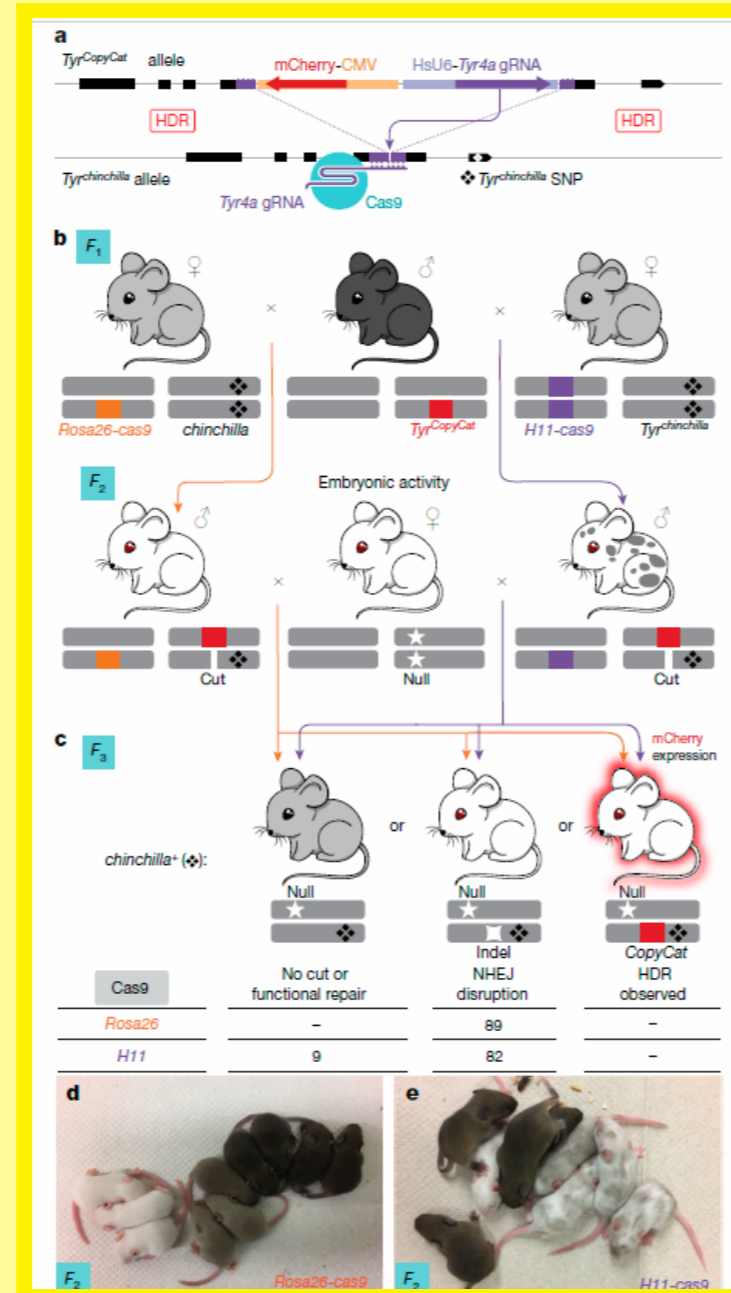 a
Tyr^CopyCat allele
mCherry-CMV HsU6-Tyr4a gRNA
HDR HDR
Tyr^chinchilla allele
❖ Tyr^chinchilla SNP
Tyr4a gRNA Cas9
b F₁
♀ ♂ ♀
× ×
Rosa26-cas9 chinchilla Tyr^CopyCat H11-cas9 Tyr^chinchilla
F₂ Embryonic activity
♂ ♀ ♂
× ×
Cut Null Cut
c F₃
mCherry
expression
or or
chinchilla⁺ (❖):
Null Null Null
Indel CopyCat
Cas9
No cut or
functional repair
NHEJ
disruption
HDR
observed
Rosa26 – 89 –
H11 9 82 –
d e
F₂ Rosa26-cas9 F₂ H11-cas9